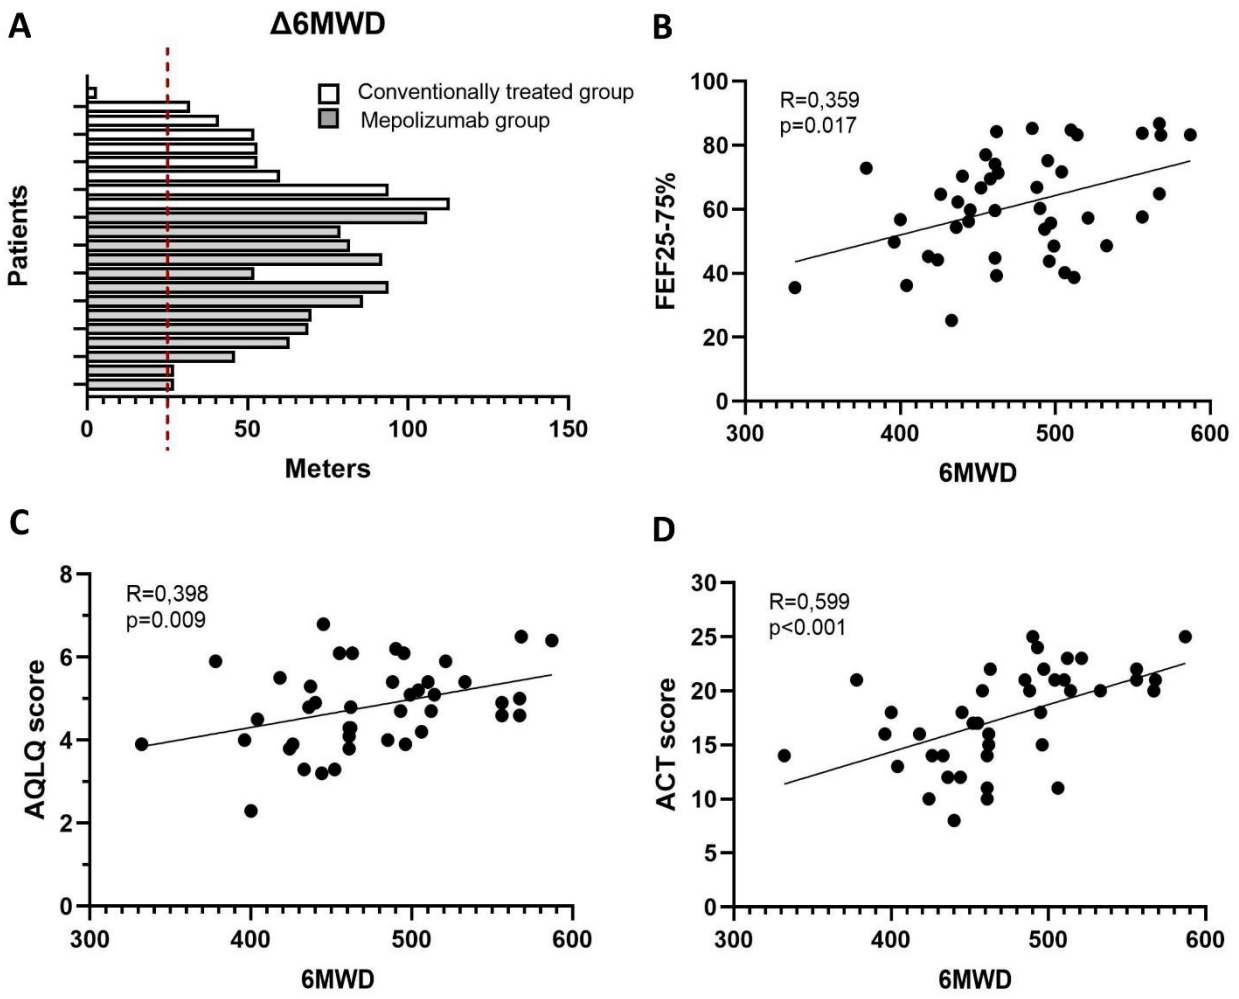 A
Δ6MWD
Conventionally treated group
Mepolizumab group
Patients
0 50 100 150
Meters
B
R=0,359
p=0.017
FEF25-75%
100
80
60
40
20
0
300 400 500 600
6MWD
C
R=0,398
p=0.009
AQLQ score
8
6
4
2
0
300 400 500 600
6MWD
D
R=0,599
p<0.001
ACT score
30
25
20
15
10
5
0
300 400 500 600
6MWD